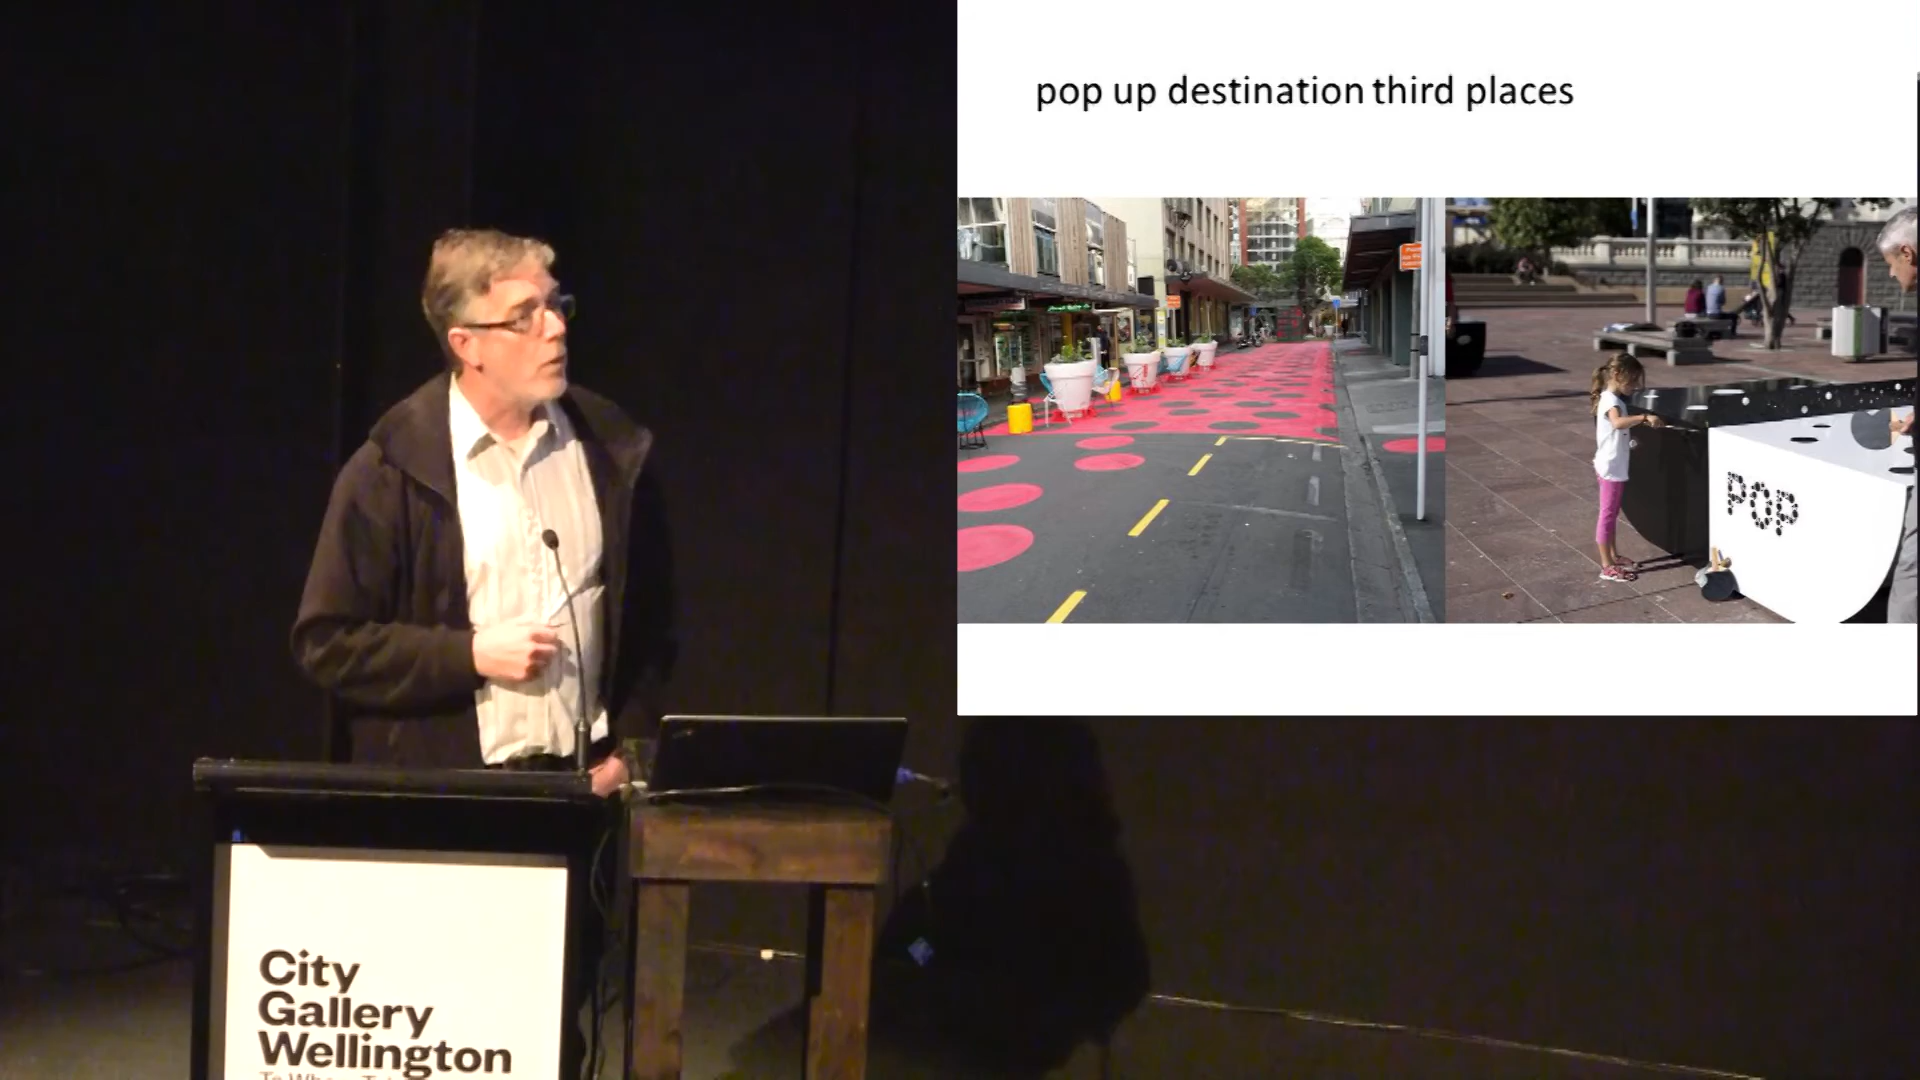 pop up destination third places
POP
City
Gallery
Wellington